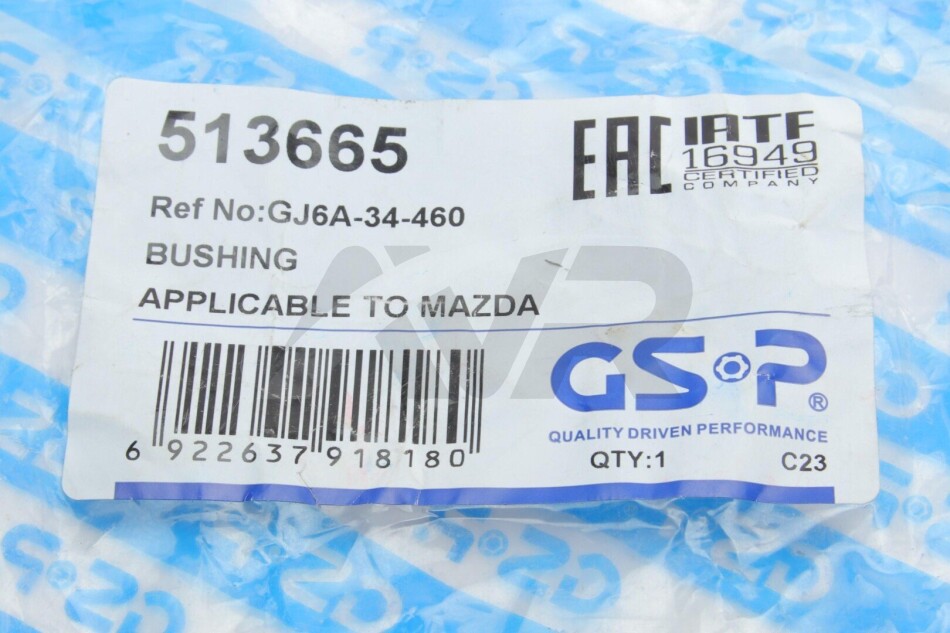 513665
EAC
IATF
16949
CERTIFIED
COMPANY
Ref No:GJ6A-34-460
BUSHING
APPLICABLE TO MAZDA
GSP®
QUALITY DRIVEN PERFORMANCE
6 922637 918180
QTY:1 C23